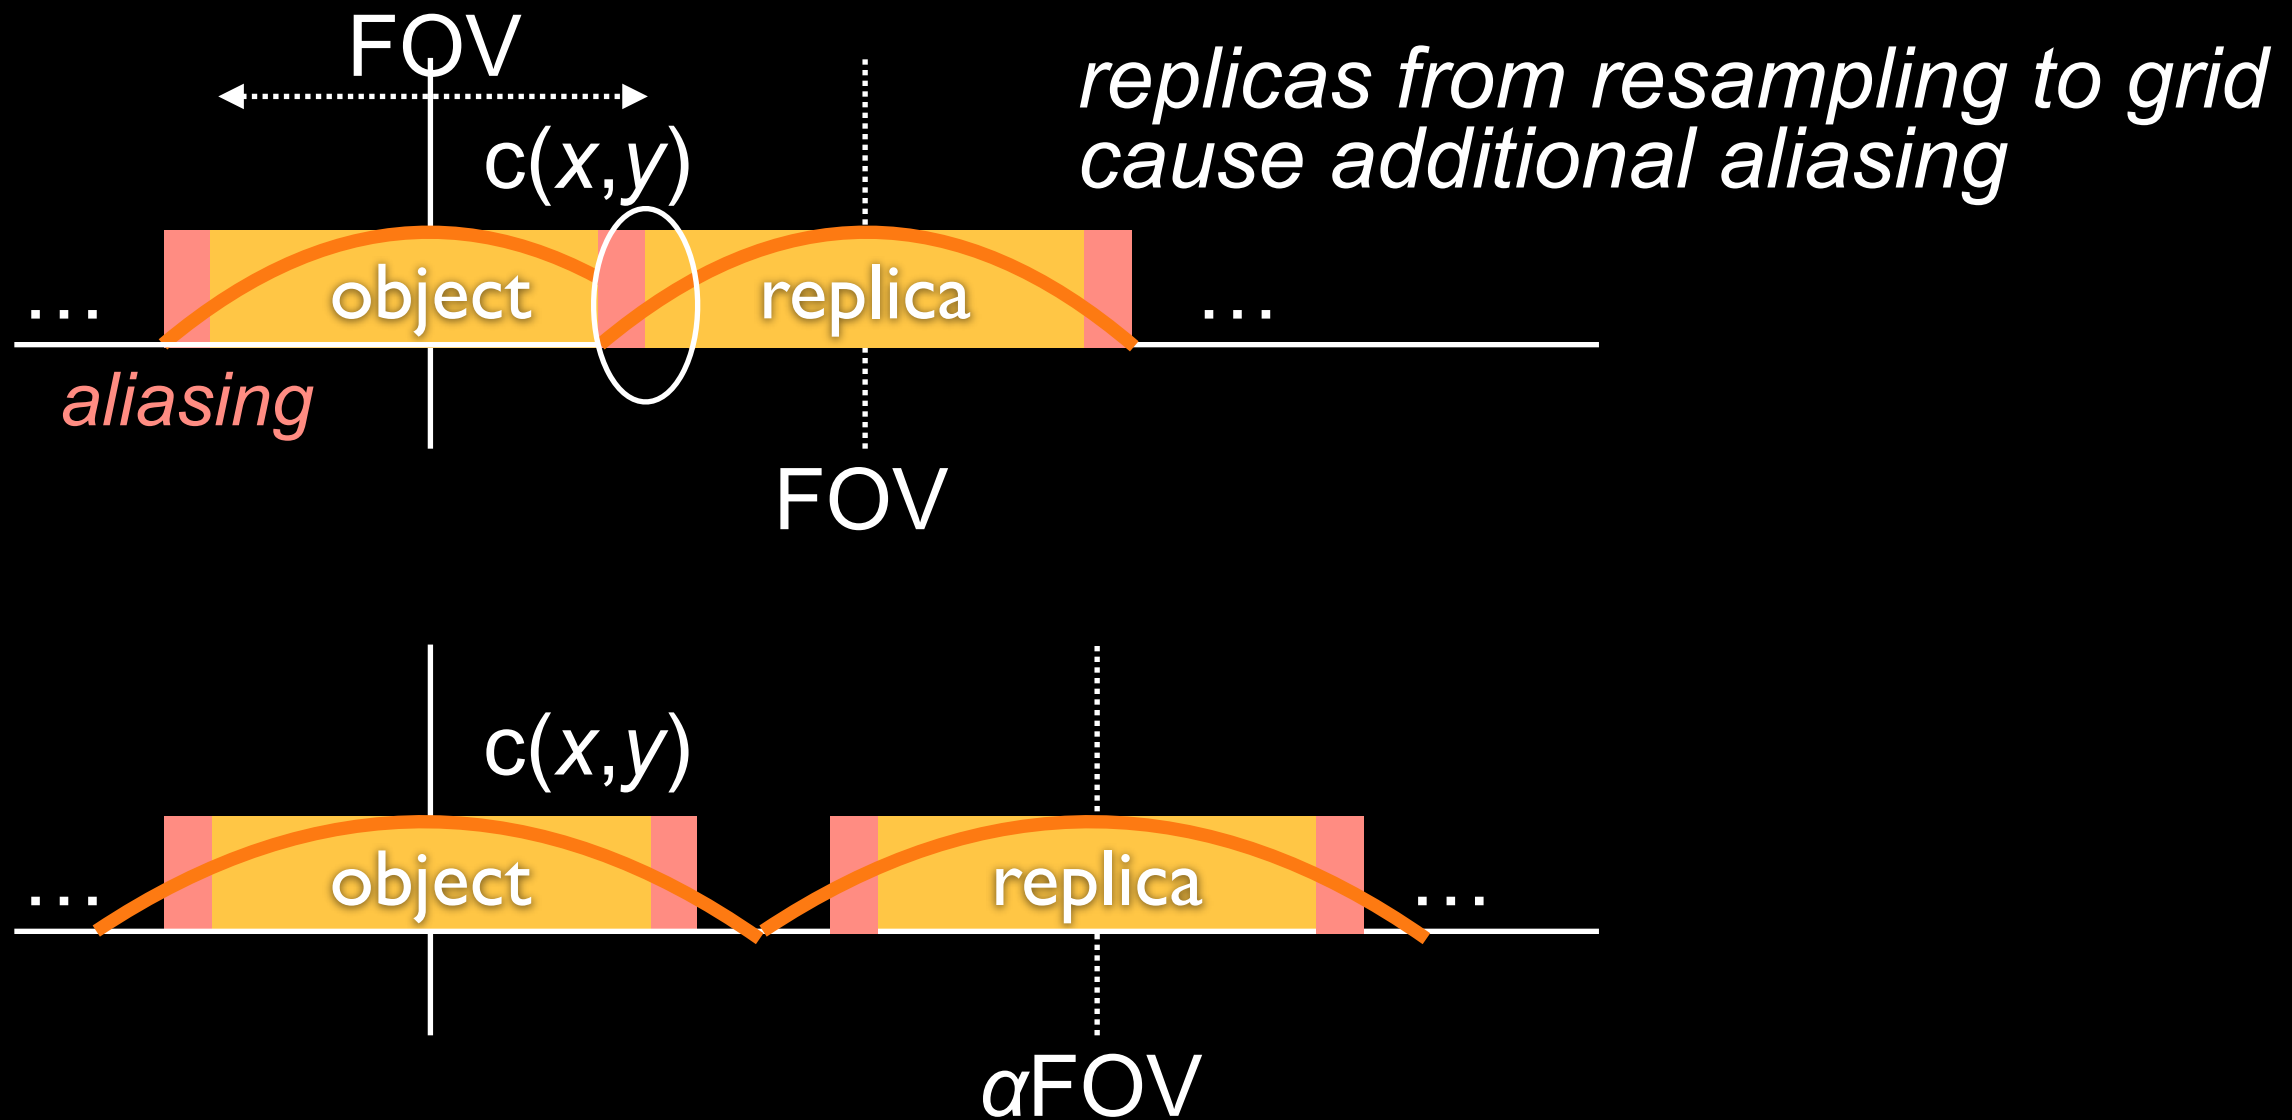 FOV
replicas from resampling to grid
cause additional aliasing
c(x,y)
object
replica
...
...
aliasing
FOV
c(x,y)
object
replica
...
...
αFOV